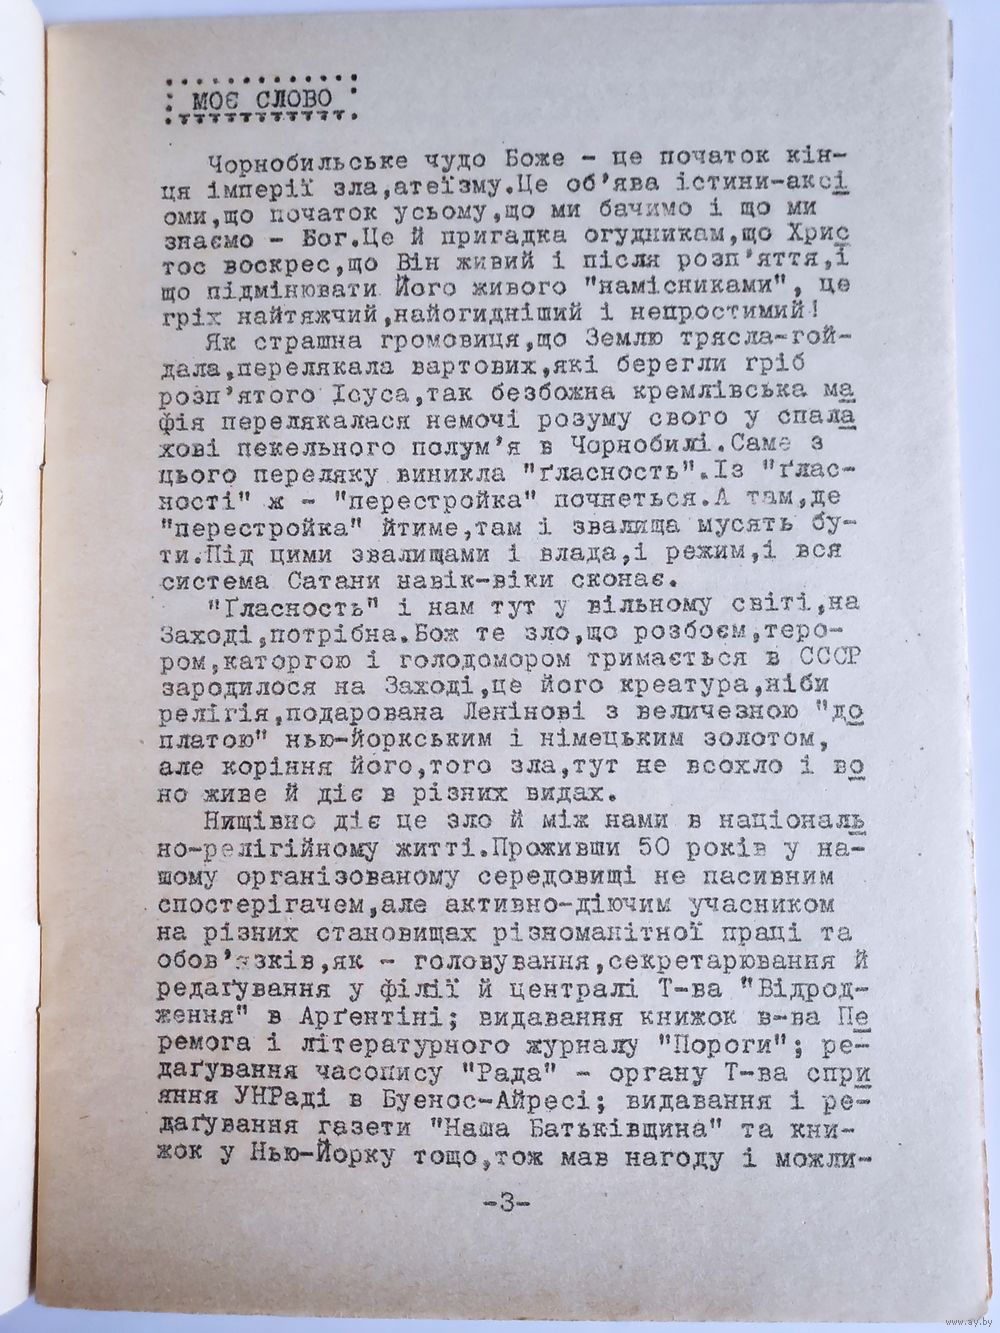 МОЄ СЛОВО
Чорнобильське чудо Боже - це початок кін-
ця імперії зла,атеїзму.Це об'ява істини-аксі
оми,що початок усьому,що ми бачимо і що ми
знаємо - Бог.Це й пригадка огудникам,що Хрис
тос воскрес,що Він живий і після розп'яття,і
що підмінювати Його живого "намісниками", це
гріх найтяжчий,найогидніший і непростимий!
Як страшна громовиця,що Землю трясла-гой-
дала,перелякала вартових,які берегли гріб
розп'ятого Ісуса,так безбожна кремлівська ма
фія перелякалася немочі розуму свого у спала
хові пекельного полум'я в Чорнобилі.Саме з
цього переляку виникла "ґласность".Із "ґлас-
ності" ж - "перестройка" почнеться.А там,де
"перестройка" йтиме,там і звалища мусять бу-
ти.Під цими звалищами і влада,і режим,і вся
система Сатани навік-віки сконає.
"Ґласность" і нам тут у вільному світі,на
Заході,потрібна.Бож те зло,що розбоєм,теро-
ром,каторгою і голодомором тримається в СССР
зародилося на Заході,це його креатура,ніби
релігія,подарована Ленінові з величезною "до
платою" нью-йоркським і німецьким золотом,
але коріння його,того зла,тут не всохло і во
но живе й діє в різних видах.
Нищівно діє це зло й між нами в національ
но-релігійному житті.Проживши 50 років у на-
шому організованому середовищі не пасивним
спостерігачем,але активно-діючим учасником
на різних становищах різноманітної праці та
обов'язків,як - головування,секретарювання й
редаґування у філії й централі Т-ва "Відрод-
ження" в Арґентіні; видавання книжок в-ва Пе
ремога і літературного журналу "Пороги"; ре-
даґування часопису "Рада" - органу Т-ва спри
яння УНРаді в Буенос-Айресі; видавання і ре-
даґування газети "Наша Батьківщина" та кни-
жок у Нью-Йорку тощо,тож мав нагоду і можли-
-3-
www.ay.by